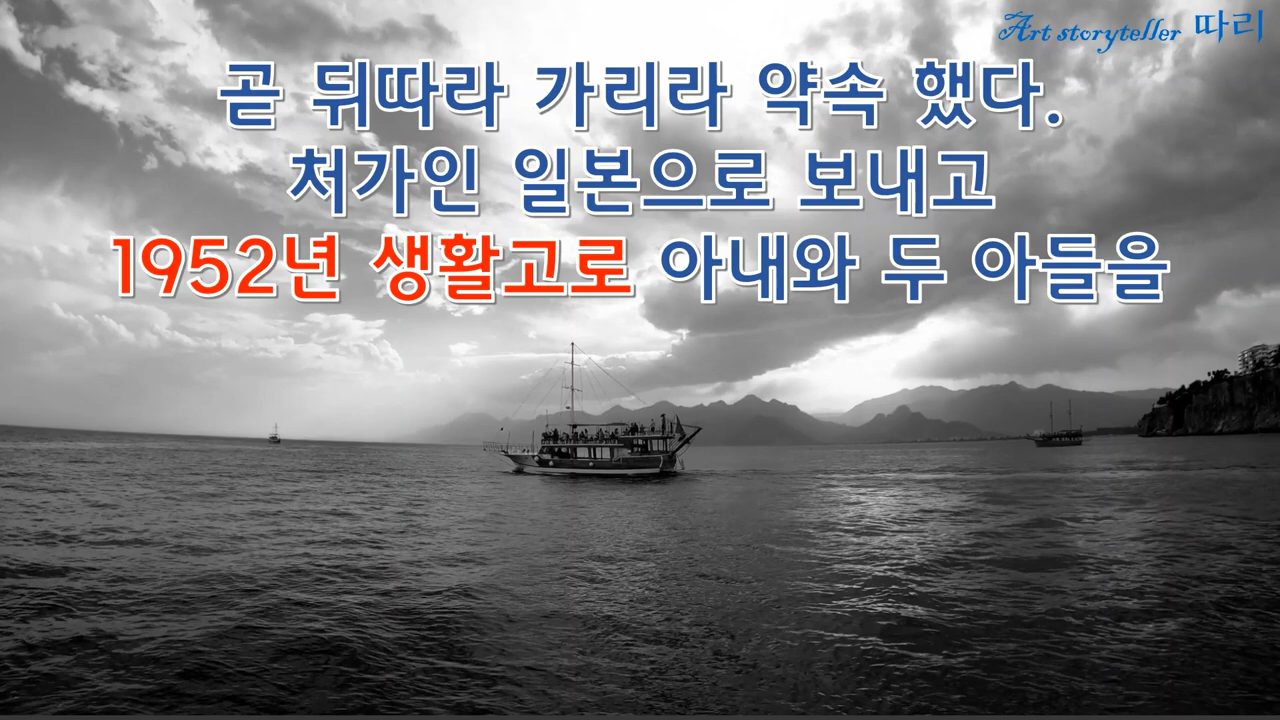 Art storyteller 따리
곧 뒤따라 가리라 약속 했다.
처가인 일본으로 보내고
1952년 생활고로 아내와 두 아들을